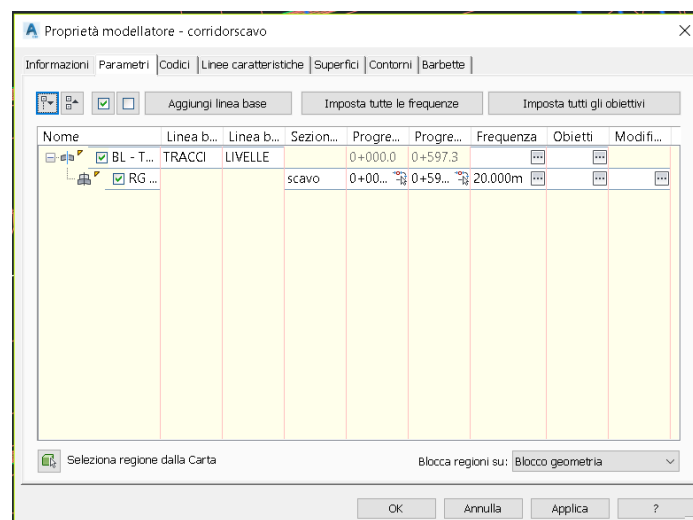 Proprietà modellatore - corridorscavo
Informazioni Parametri Codici Linee caratteristiche Superfici Contorni Barbette
Aggiungi linea base Imposta tutte le frequenze Imposta tutti gli obiettivi
Nome Linea b... Linea b... Sezion... Progre... Progre... Frequenza Obietti Modifi...
BL - T... TRACCI LIVELLE 0+000.0 0+597.3
RG ... scavo 0+00... 0+59... 20.000m
Seleziona regione dalla Carta Blocca regioni su: Blocco geometria
OK Annulla Applica ?